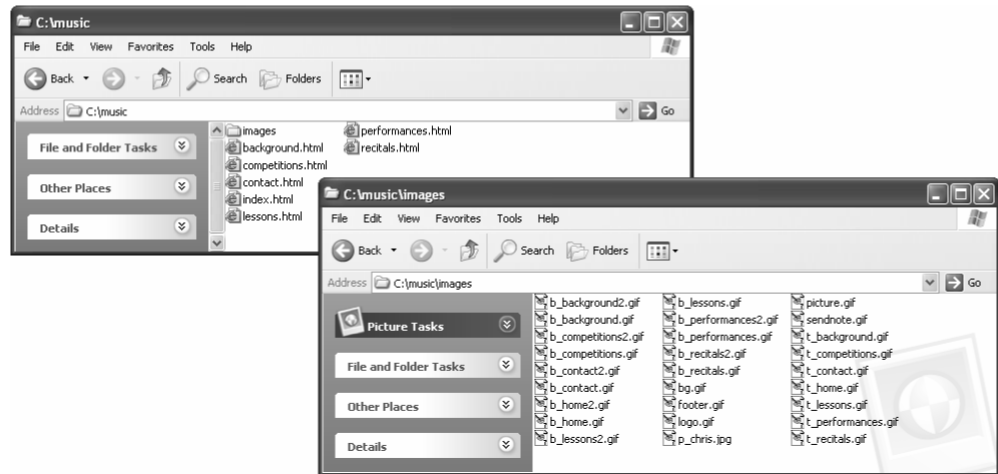 C:\music
File Edit View Favorites Tools Help
Back Search Folders
Address C:\music Go
File and Folder Tasks
Other Places
Details
images
background.html
competitions.html
contact.html
index.html
lessons.html
performances.html
recitals.html
C:\music\images
File Edit View Favorites Tools Help
Back Search Folders
Address C:\music\images Go
Picture Tasks
File and Folder Tasks
Other Places
Details
b_background2.gif
b_background.gif
b_competitions2.gif
b_competitions.gif
b_contact2.gif
b_contact.gif
b_home2.gif
b_home.gif
b_lessons2.gif
b_lessons.gif
b_performances2.gif
b_performances.gif
b_recitals2.gif
b_recitals.gif
bg.gif
footer.gif
logo.gif
p_chris.jpg
picture.gif
sendnote.gif
t_background.gif
t_competitions.gif
t_contact.gif
t_home.gif
t_lessons.gif
t_performances.gif
t_recitals.gif